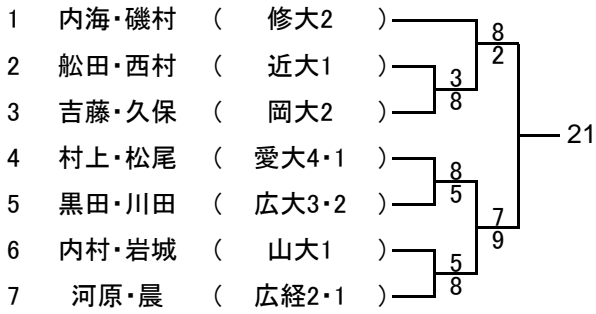 1 内海・磯村 ( 修大2 )
8
2
2 舩田・西村 ( 近大1 )
3
8
3 吉藤・久保 ( 岡大2 )
21
4 村上・松尾 ( 愛大4・1 )
8
5
5 黒田・川田 ( 広大3・2 )
7
9
6 内村・岩城 ( 山大1 )
5
8
7 河原・晨 ( 広経2・1 )